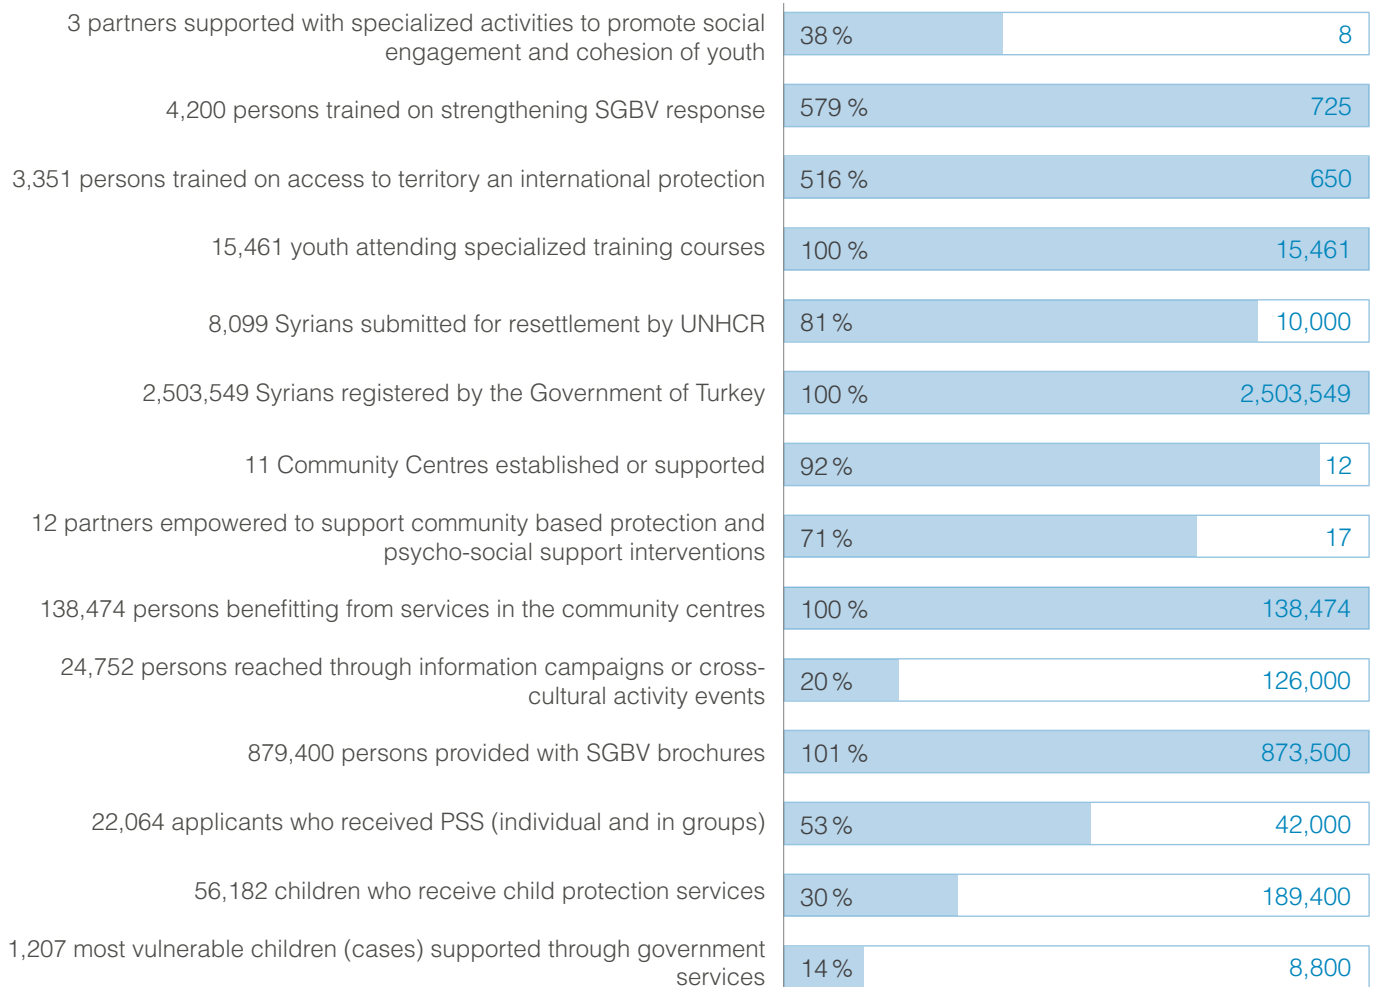 3 partners supported with specialized activities to promote social
engagement and cohesion of youth
38 %
8
4,200 persons trained on strengthening SGBV response
579 %
725
3,351 persons trained on access to territory an international protection
516 %
650
15,461 youth attending specialized training courses
100 %
15,461
8,099 Syrians submitted for resettlement by UNHCR
81 %
10,000
2,503,549 Syrians registered by the Government of Turkey
100 %
2,503,549
11 Community Centres established or supported
92 %
12
12 partners empowered to support community based protection and
psycho-social support interventions
71 %
17
138,474 persons benefitting from services in the community centres
100 %
138,474
24,752 persons reached through information campaigns or cross-
cultural activity events
20 %
126,000
879,400 persons provided with SGBV brochures
101 %
873,500
22,064 applicants who received PSS (individual and in groups)
53 %
42,000
56,182 children who receive child protection services
30 %
189,400
1,207 most vulnerable children (cases) supported through government
services
14 %
8,800